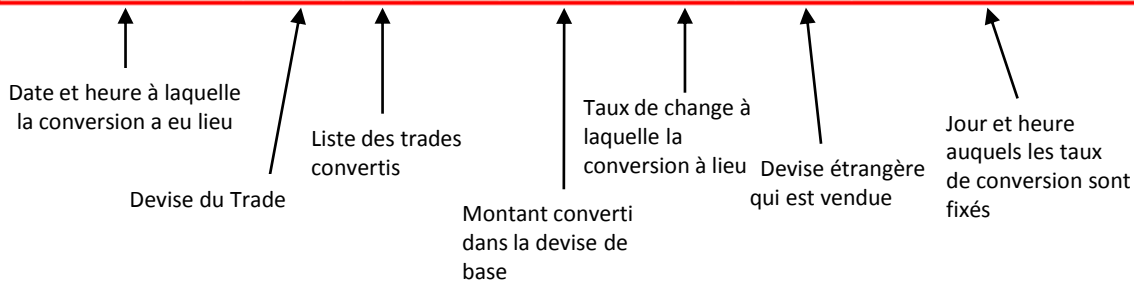 Date et heure à laquelle
la conversion a eu lieu
Devise du Trade
Liste des trades
convertis
Montant converti
dans la devise de
base
Taux de change à
laquelle la
conversion à lieu
Devise étrangère
qui est vendue
Jour et heure
auquels les taux
de conversion sont
fixés